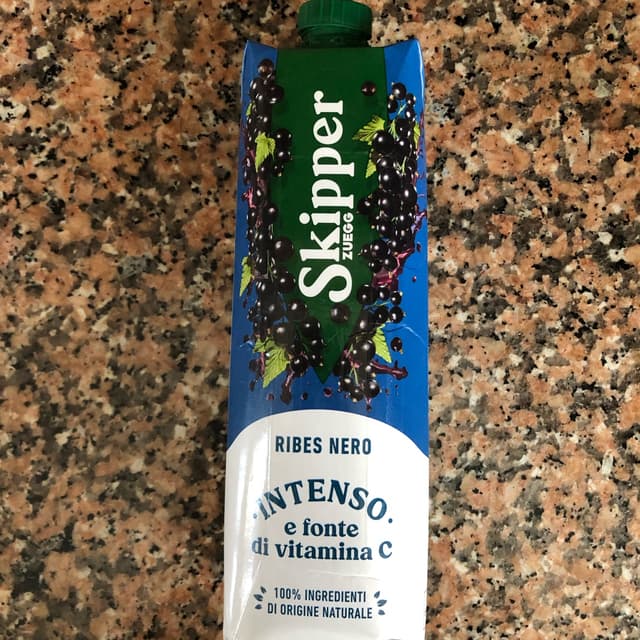 Skipper
ZUEGG
RIBES NERO
·INTENSO·
e fonte
di vitamina C
100% INGREDIENTI
DI ORIGINE NATURALE